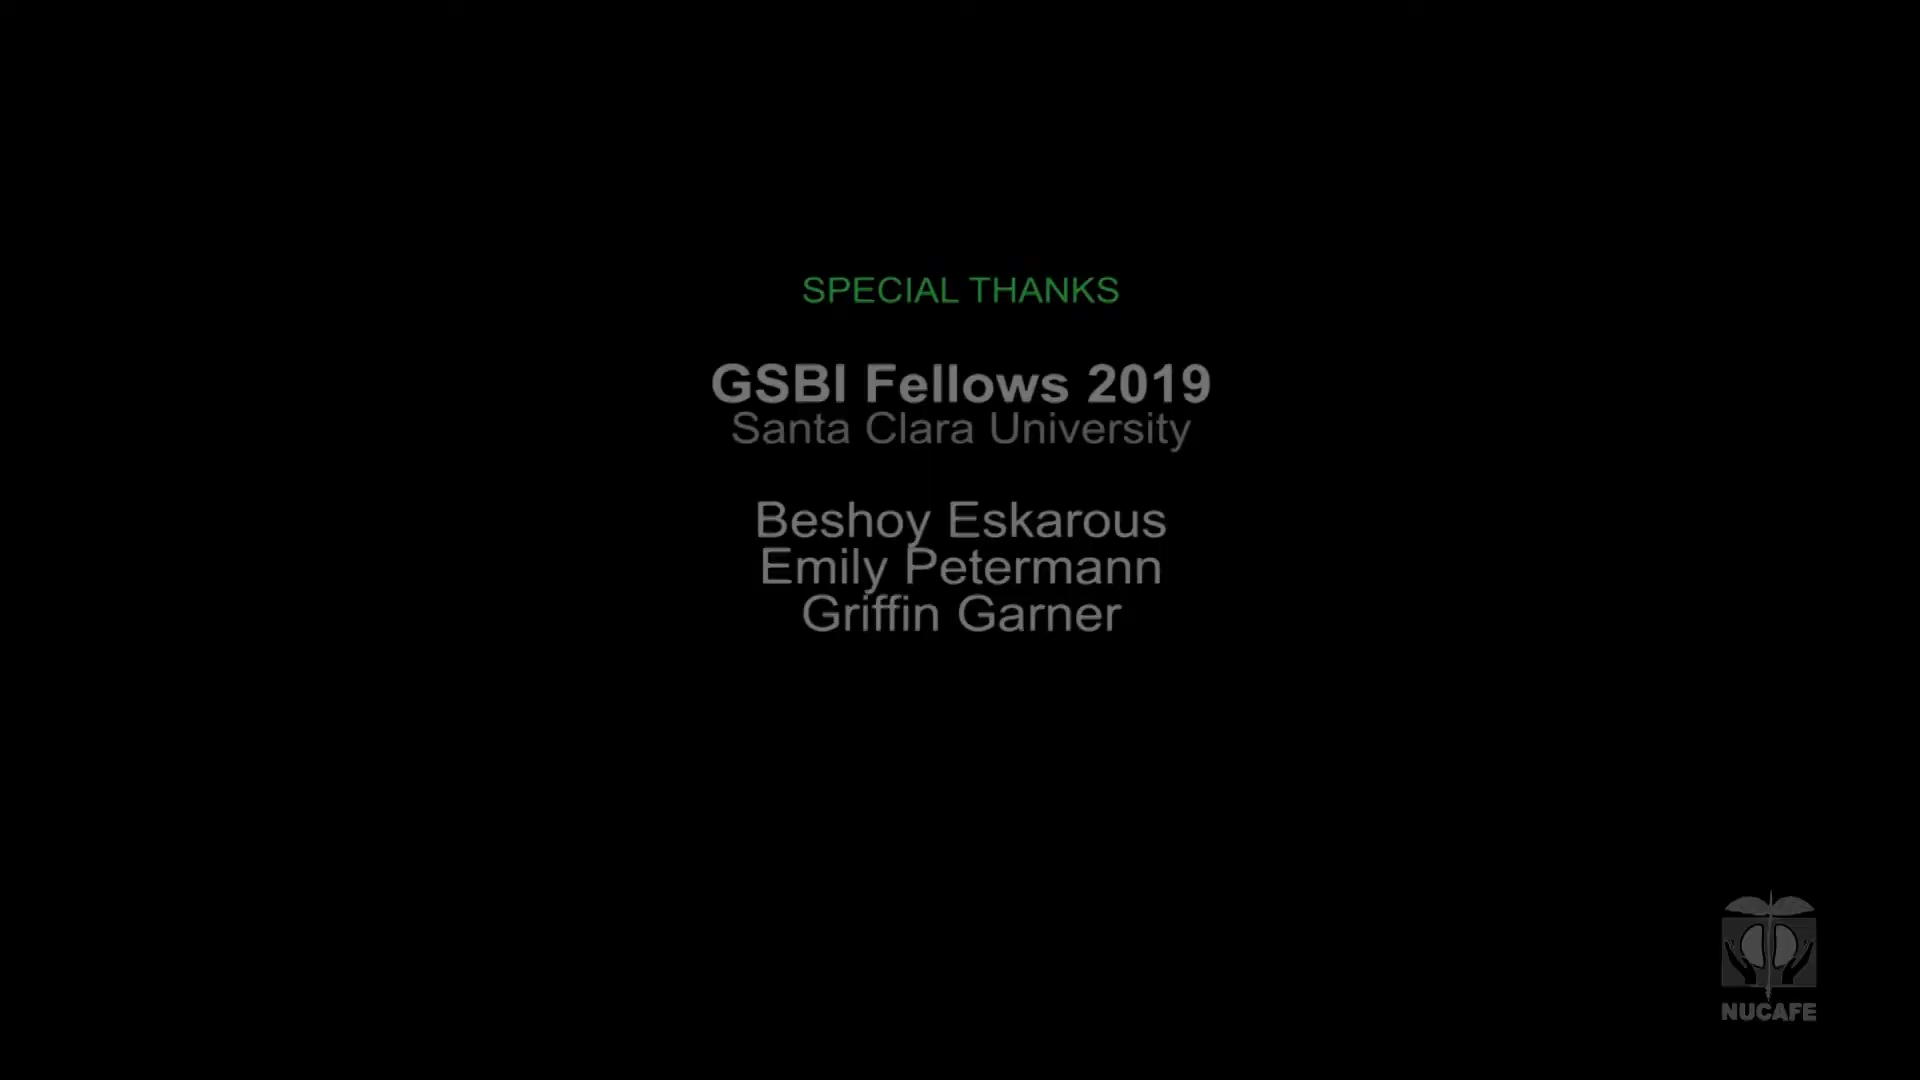 SPECIAL THANKS
GSBI Fellows 2019
Santa Clara University
Beshoy Eskarous
Emily Petermann
Griffin Garner
NUCAFE